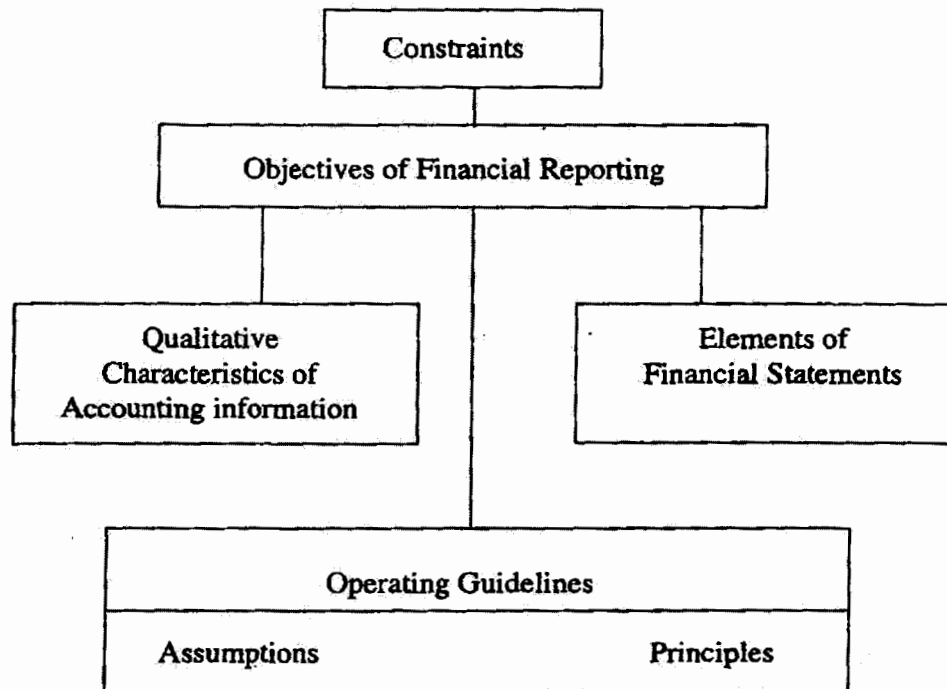 Constraints
Objectives of Financial Reporting
Qualitative
Characteristics of
Accounting information
Elements of
Financial Statements
Operating Guidelines
Assumptions
Principles